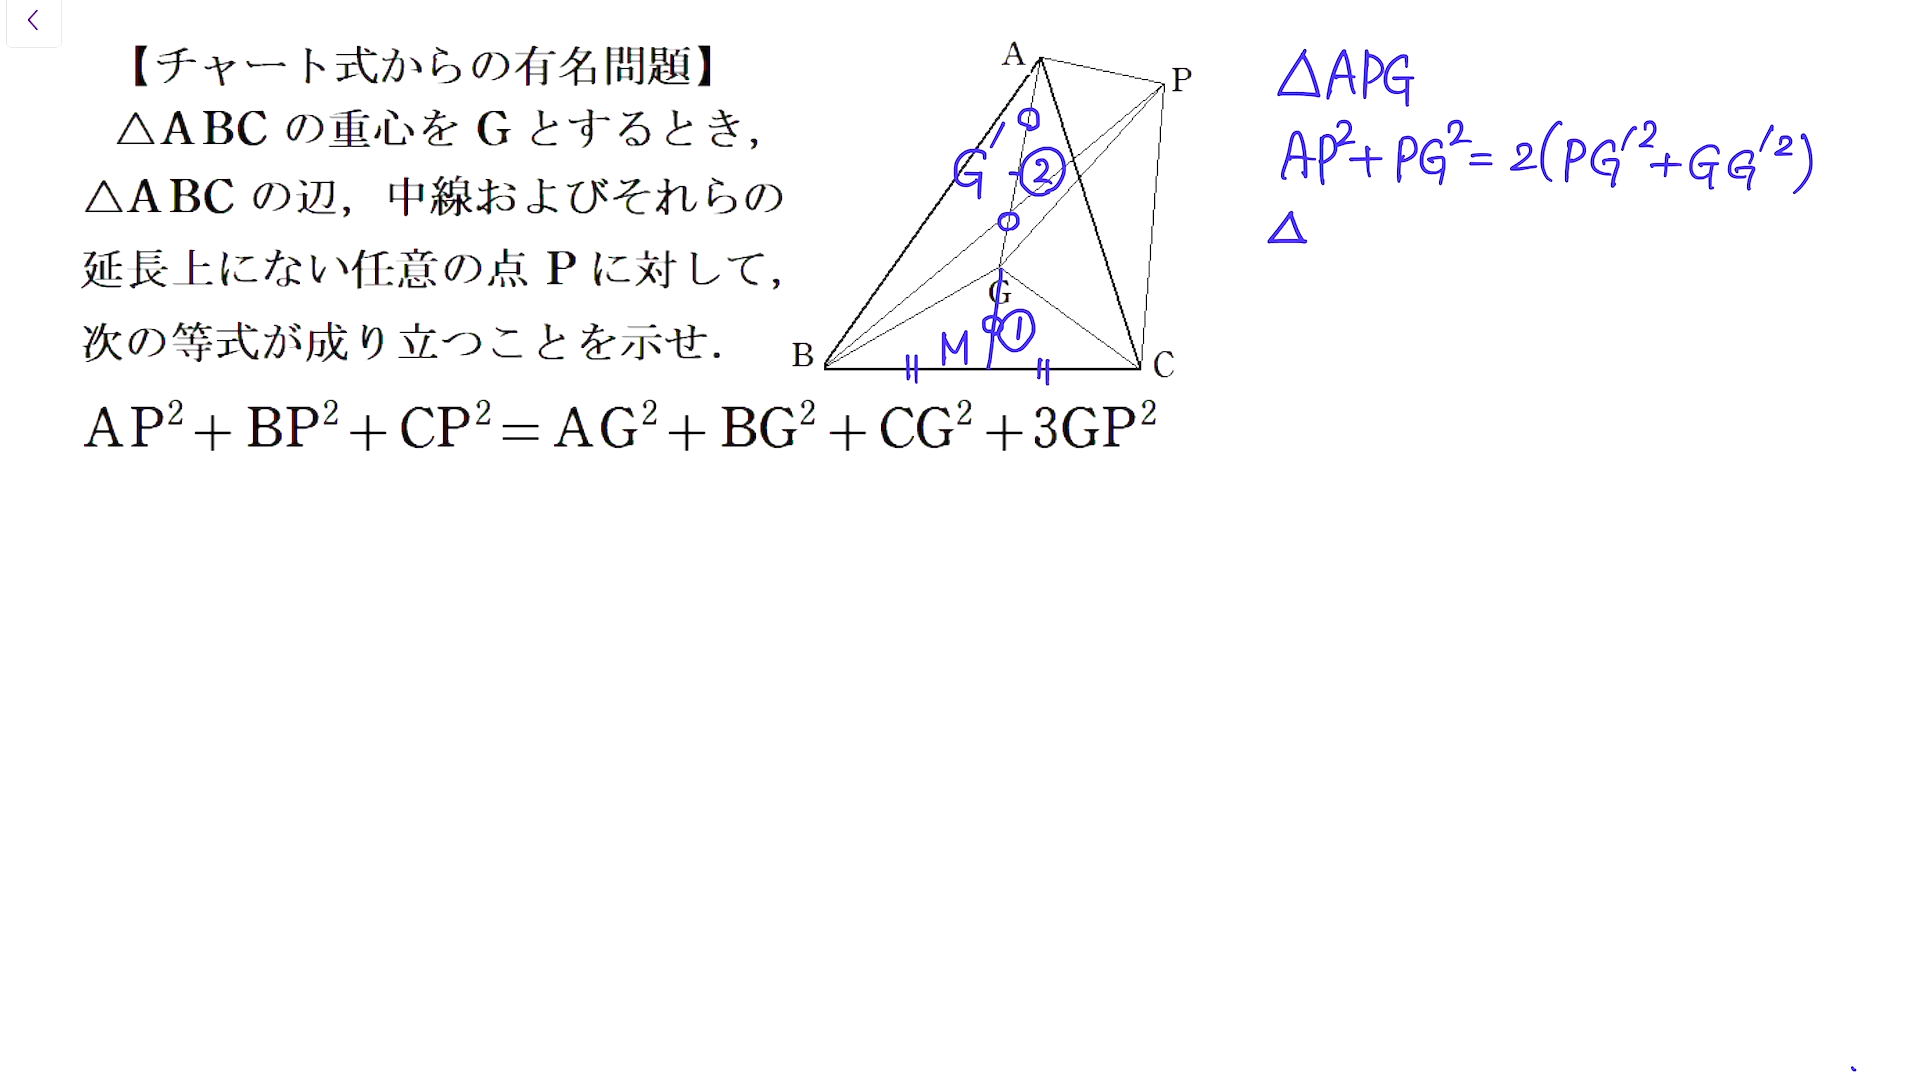 【チャート式からの有名問題】
△ABC の重心を G とするとき,
△ABC の辺, 中線およびそれらの
延長上にない任意の点 P に対して,
次の等式が成り立つことを示せ.
AP²+BP²+CP²=AG²+BG²+CG²+3GP²
A
P
G′
②
G
M
①
B
C
△APG
AP²+PG²=2(PG′²+GG′²)
△